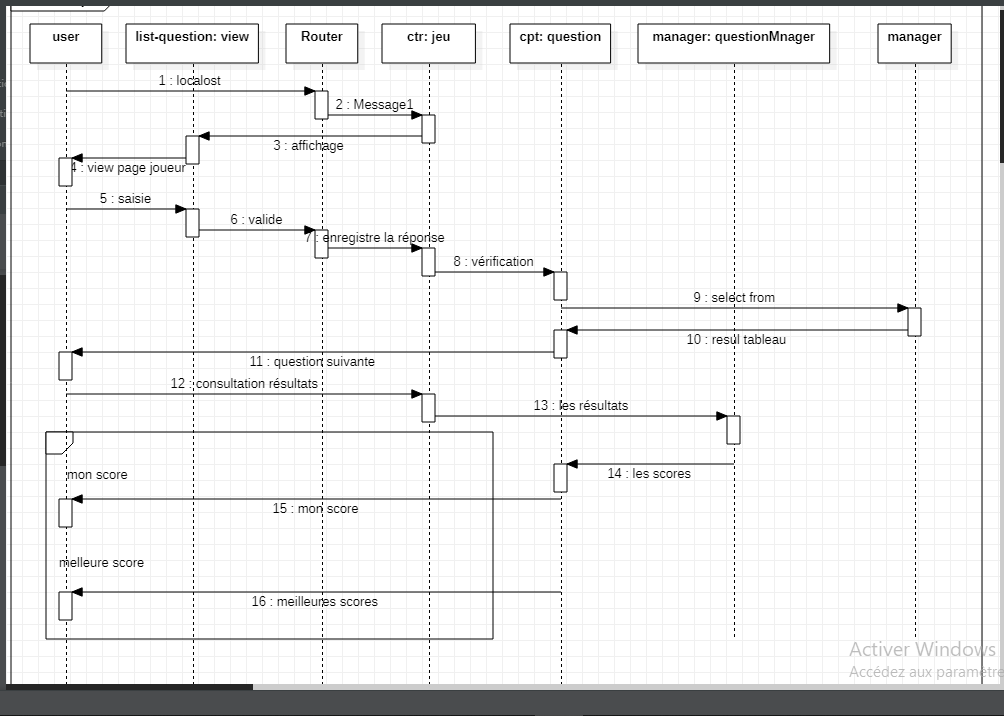 user
list-question: view
Router
ctr: jeu
cpt: question
manager: questionMnager
manager
1 : localost
2 : Message1
3 : affichage
4 : view page joueur
5 : saisie
6 : valide
7 : enregistre la réponse
8 : vérification
9 : select from
10 : resul tableau
11 : question suivante
12 : consultation résultats
13 : les résultats
14 : les scores
mon score
15 : mon score
melleure score
16 : meilleures scores
Activer Windows
Accédez aux paramètre